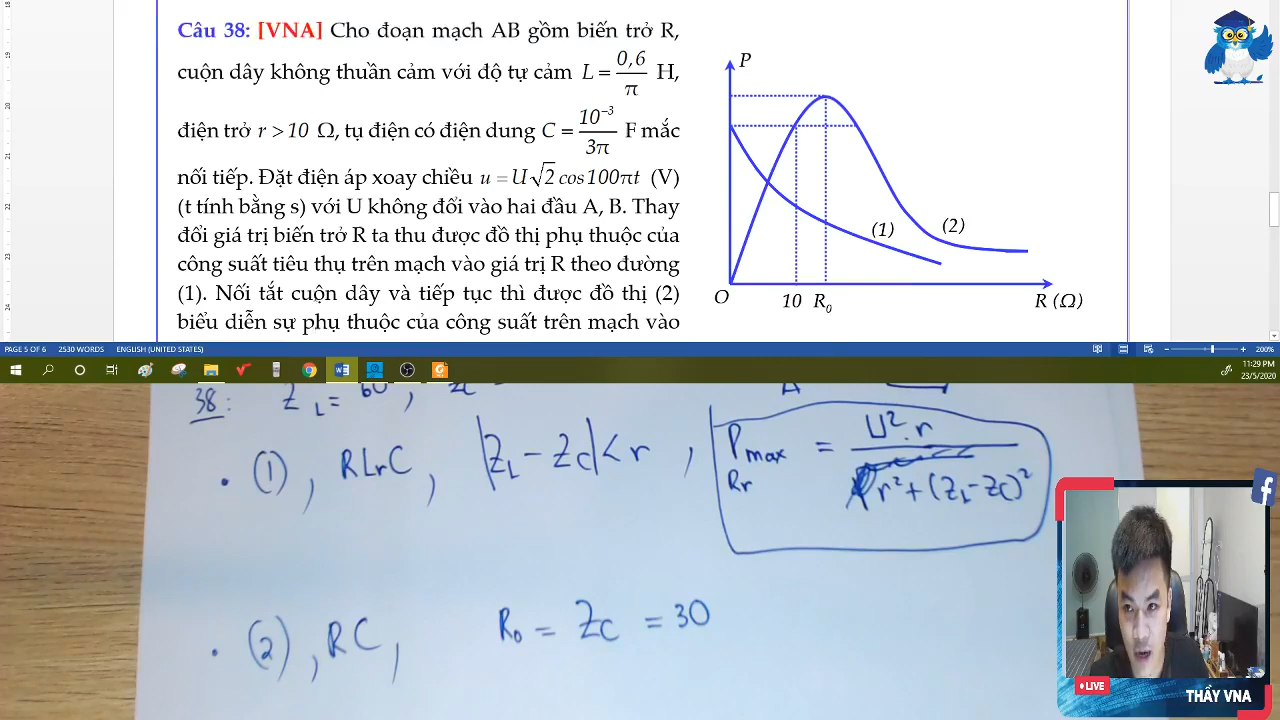 Câu 38: [VNA] Cho đoạn mạch AB gồm biến trở R,
cuộn dây không thuần cảm với độ tự cảm L = 0,6/π H,
điện trở r > 10 Ω, tụ điện có điện dung C = 10⁻³/3π F mắc
nối tiếp. Đặt điện áp xoay chiều u = U√2 cos100πt (V)
(t tính bằng s) với U không đổi vào hai đầu A, B. Thay
đổi giá trị biến trở R ta thu được đồ thị phụ thuộc của
công suất tiêu thụ trên mạch vào giá trị R theo đường
(1). Nối tắt cuộn dây và tiếp tục thì được đồ thị (2)
biểu diễn sự phụ thuộc của công suất trên mạch vào
P
(1)
(2)
O
10
R₀
R (Ω)
PAGE 5 OF 6 2530 WORDS ENGLISH (UNITED STATES)
200%
11:29 PM
23/5/2020
38: Z_L = 60,
• (1), RLrC, |Z_L - Z_C| < r, P_max = U².r / r² + (Z_L - Z_C)²
Rr
• (2), RC, R₀ = Z_C = 30
LIVE
THẦY VNA